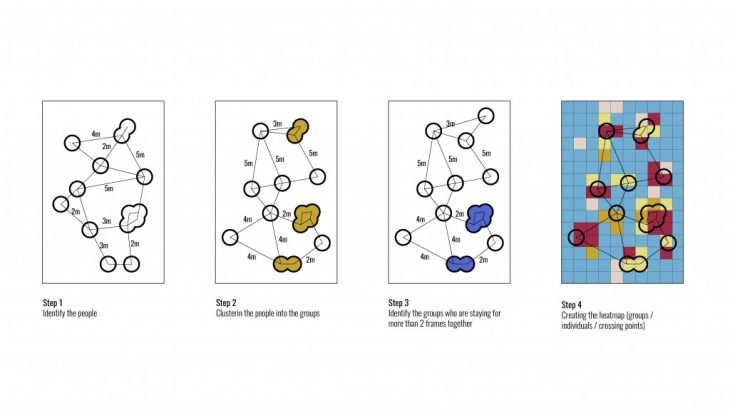 4m
2m
5m
5m
2m
3m
2m
3m
3m
5m
5m
5m
2m
4m
4m
4m
2m
3m
5m
5m
5m
4m
2m
4m
4m
2m
Step 1
Identify the people
Step 2
Clusterin the people into the groups
Step 3
Identify the groups who are staying for
more than 2 frames together
Step 4
Creating the heatmap (groups /
individuals / crossing points)